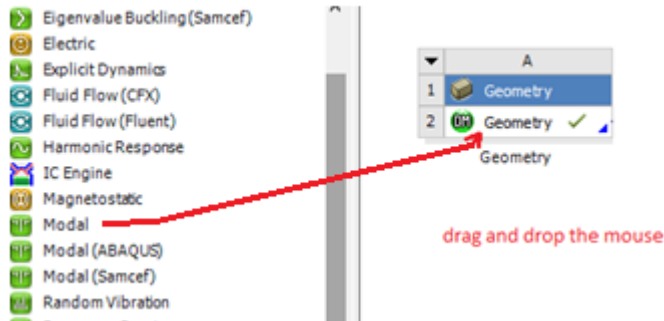 Eigenvalue Buckling (Samcef)
Electric
Explicit Dynamics
Fluid Flow (CFX)
Fluid Flow (Fluent)
Harmonic Response
IC Engine
Magnetostatic
Modal
Modal (ABAQUS)
Modal (Samcef)
Random Vibration
A
1 Geometry
2 DM Geometry
Geometry
drag and drop the mouse